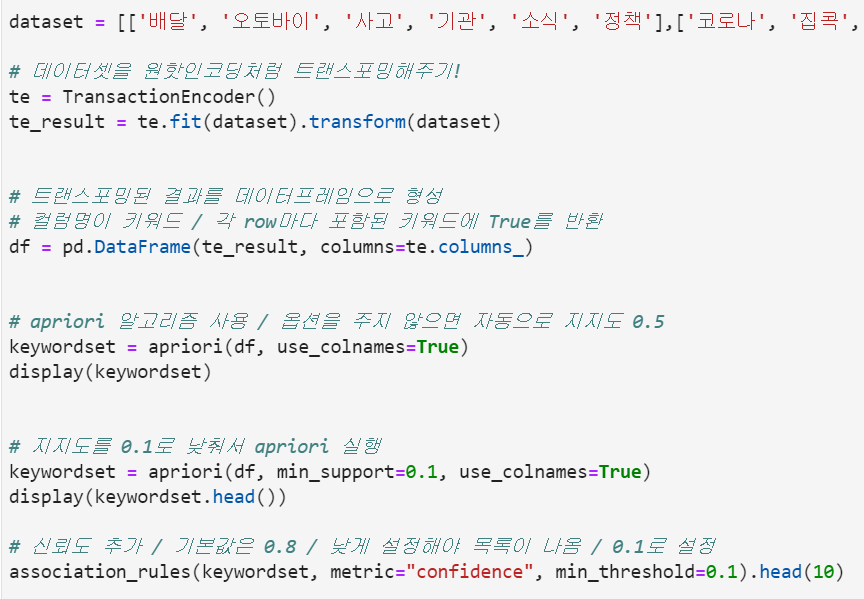 dataset = [['배달', '오토바이', '사고', '기관', '소식', '정책'],['코로나', '집콕',
# 데이터셋을 원핫인코딩처럼 트랜스포밍해주기!
te = TransactionEncoder()
te_result = te.fit(dataset).transform(dataset)
# 트랜스포밍된 결과를 데이터프레임으로 형성
# 컬럼명이 키워드 / 각 row마다 포함된 키워드에 True를 반환
df = pd.DataFrame(te_result, columns=te.columns_)
# apriori 알고리즘 사용 / 옵션을 주지 않으면 자동으로 지지도 0.5
keywordset = apriori(df, use_colnames=True)
display(keywordset)
# 지지도를 0.1로 낮춰서 apriori 실행
keywordset = apriori(df, min_support=0.1, use_colnames=True)
display(keywordset.head())
# 신뢰도 추가 / 기본값은 0.8 / 낮게 설정해야 목록이 나옴 / 0.1로 설정
association_rules(keywordset, metric="confidence", min_threshold=0.1).head(10)